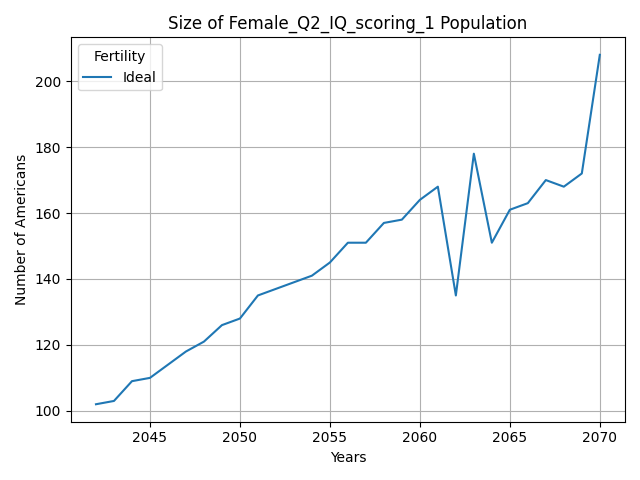 Size of Female_Q2_IQ_scoring_1 Population
Fertility
Ideal
Number of Americans
200
180
160
140
120
100
2045 2050 2055 2060 2065 2070
Years